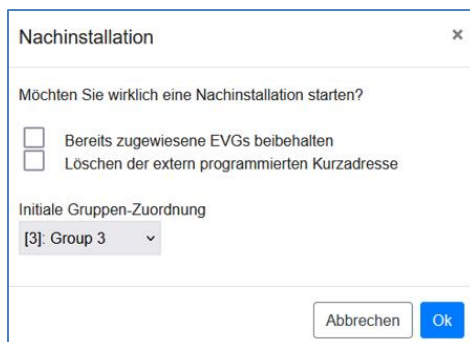 Nachinstallation ×
Möchten Sie wirklich eine Nachinstallation starten?
Bereits zugewiesene EVGs beibehalten
Löschen der extern programmierten Kurzadresse
Initiale Gruppen-Zuordnung
[3]: Group 3
Abbrechen Ok